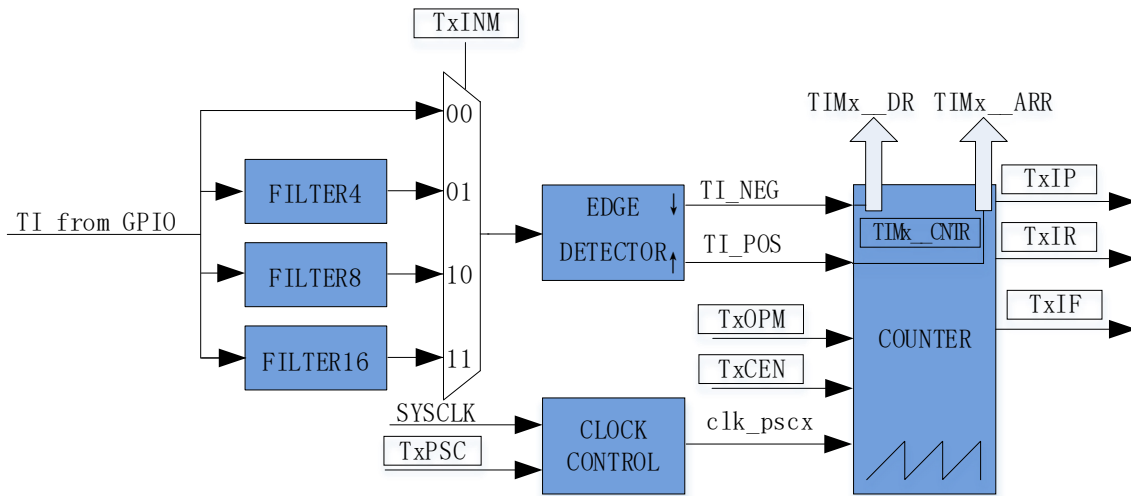 TxINM
00
TIMx__DR
TIMx__ARR
FILTER4
01
TI from GPIO
FILTER8
10
FILTER16
11
EDGE ↓
DETECTOR↑
TI_NEG
TI_POS
TIMx__CNTR
TxIP
TxIR
TxIF
TxOPM
TxCEN
COUNTER
SYSCLK
TxPSC
CLOCK
CONTROL
clk_pscx